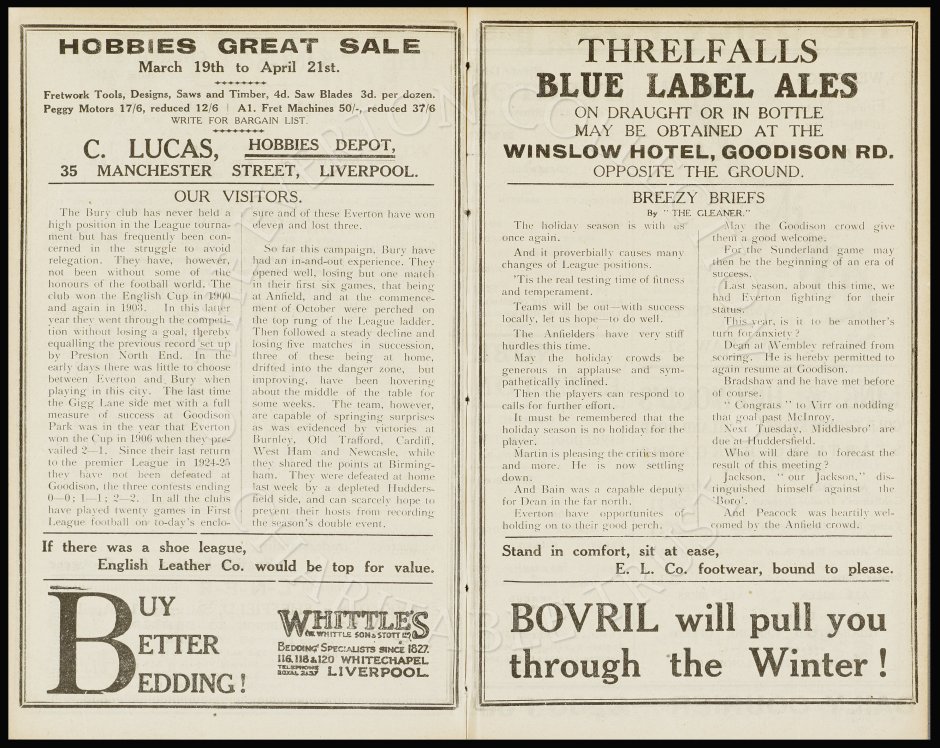 HOBBIES GREAT SALE
March 19th to April 21st.
Fretwork Tools, Designs, Saws and Timber, 4d. Saw Blades 3d. per dozen.
Peggy Motors 17/6, reduced 12/6 | A1. Fret Machines 50/-, reduced 37/6
WRITE FOR BARGAIN LIST.
C. LUCAS, HOBBIES DEPOT,
35 MANCHESTER STREET, LIVERPOOL.
OUR VISITORS.
The Bury club has never held a
high position in the League tourna-
ment but has frequently been con-
cerned in the struggle to avoid
relegation. They have, however,
not been without some of the
honours of the football world. The
club won the English Cup in 1900
and again in 1903. In this latter
year they went through the competi-
tion without losing a goal, thereby
equalling the previous record set up
by Preston North End. In the
early days there was little to choose
between Everton and Bury when
playing in this city. The last time
the Gigg Lane side met with a full
measure of success at Goodison
Park was in the year that Everton
won the Cup in 1906 when they pre-
vailed 2—1. Since their last return
to the premier League in 1924-25
they have not been defeated at
Goodison, the three contests ending
0—0; 1—1; 2—2. In all the clubs
have played twenty games in First
League football on to-day's enclo-
sure and of these Everton have won
eleven and lost three.
So far this campaign, Bury have
had an in-and-out experience. They
opened well, losing but one match
in their first six games, that being
at Anfield, and at the commence-
ment of October were perched on
the top rung of the League ladder.
Then followed a steady decline and
losing five matches in succession,
three of these being at home,
drifted into the danger zone, but
improving, have been hovering
about the middle of the table for
some weeks. The team, however,
are capable of springing surprises
as was evidenced by victories at
Burnley, Old Trafford, Cardiff,
West Ham and Newcasle, while
they shared the points at Birming-
ham. They were defeated at home
last week by a depleted Hudders-
field side, and can scarcely hope to
prevent their hosts from recording
the season's double event.
If there was a shoe league,
English Leather Co. would be top for value.
BUY
BETTER
BEDDING!
WHITTLE'S
(W. WHITTLE SON & STOTT LTD)
BEDDING SPECIALISTS SINCE 1827.
116, 118 & 120 WHITECHAPEL
TELEPHONE
ROYAL LIVERPOOL.
THRELFALLS
BLUE LABEL ALES
ON DRAUGHT OR IN BOTTLE
MAY BE OBTAINED AT THE
WINSLOW HOTEL, GOODISON RD.
OPPOSITE THE GROUND.
BREEZY BRIEFS
By "THE GLEANER."
The holiday season is with us
once again.
And it proverbially causes many
changes of League positions.
'Tis the real testing time of fitness
and temperament.
Teams will be out—with success
locally, let us hope—to do well.
The Anfielders have very stiff
hurdles this time.
May the holiday crowds be
generous in applause and sym-
pathetically inclined.
Then the players can respond to
calls for further effort.
It must be remembered that the
holiday season is no holiday for the
player.
Martin is pleasing the critics more
and more. He is now settling
down.
And Bain was a capable deputy
for Dean in the far north.
Everton have opportunites of
holding on to their good perch.
May the Goodison crowd give
them a good welcome.
For the Sunderland game may
then be the beginning of an era of
success.
Last season, about this time, we
had Everton fighting for their
status.
This year, is it to be another's
turn for anxiety?
Dean at Wembley refrained from
scoring. He is hereby permitted to
again resume at Goodison.
Bradshaw and he have met before
of course.
"Congrats" to Virr on nodding
that goal past McInroy.
Next Tuesday, Middlesbro' are
due at Huddersfield.
Who will dare to forecast the
result of this meeting?
Jackson, "our Jackson," dis-
tinguished himself against the
'Boro'.
And Peacock was heartily wel-
comed by the Anfield crowd.
Stand in comfort, sit at ease,
E. L. Co. footwear, bound to please.
BOVRIL will pull you
through the Winter!